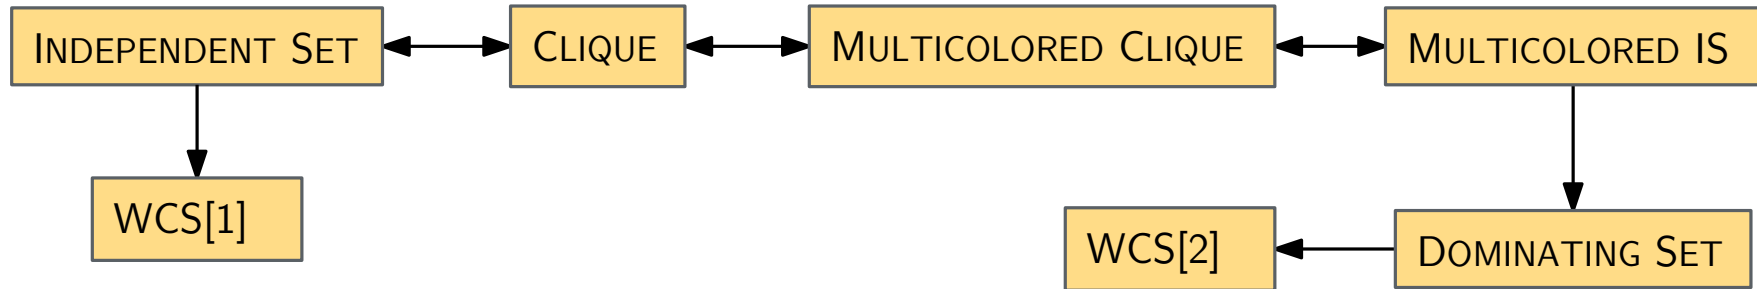 INDEPENDENT SET
CLIQUE
MULTICOLORED CLIQUE
MULTICOLORED IS
WCS[1]
WCS[2]
DOMINATING SET